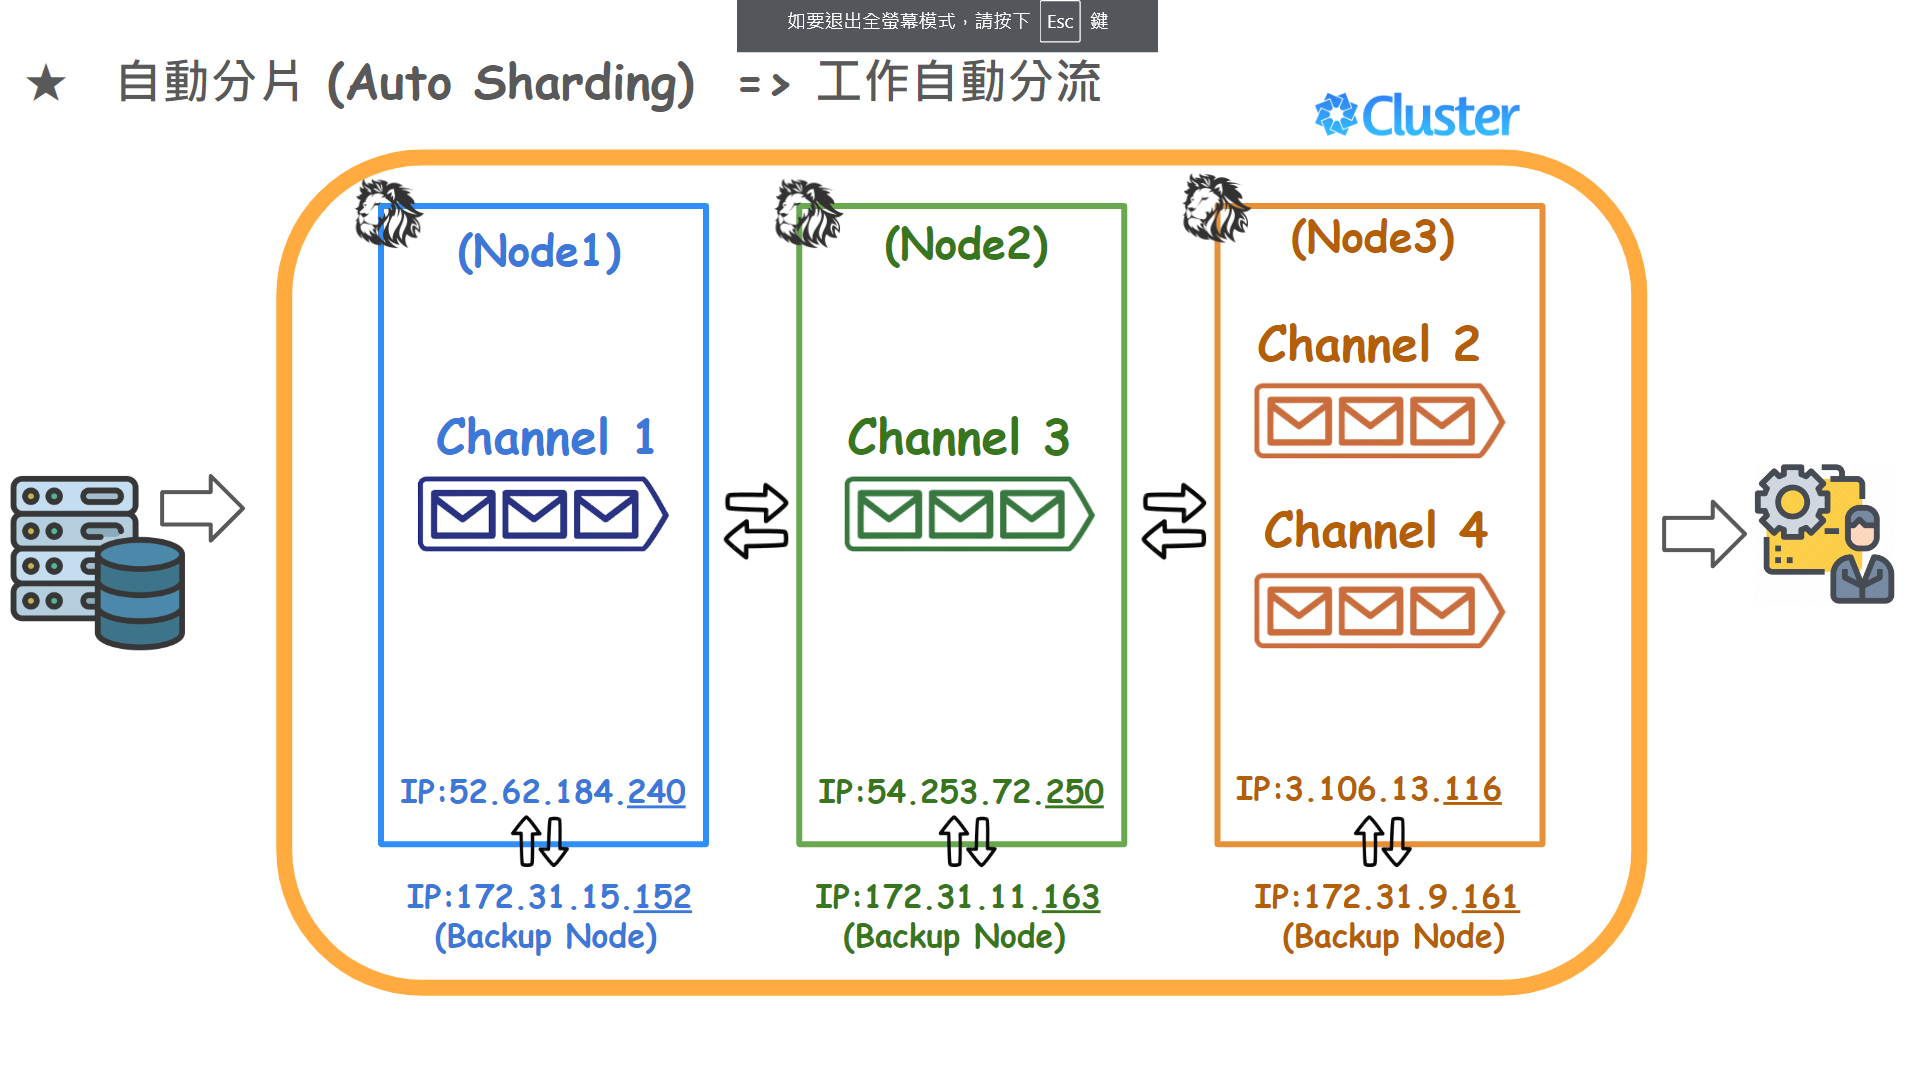 如要退出全螢幕模式，請按下 Esc 鍵
★ 自動分片 (Auto Sharding) => 工作自動分流
Cluster
(Node1)
Channel 1
IP:52.62.184.240
IP:172.31.15.152
(Backup Node)
(Node2)
Channel 3
IP:54.253.72.250
IP:172.31.11.163
(Backup Node)
(Node3)
Channel 2
Channel 4
IP:3.106.13.116
IP:172.31.9.161
(Backup Node)